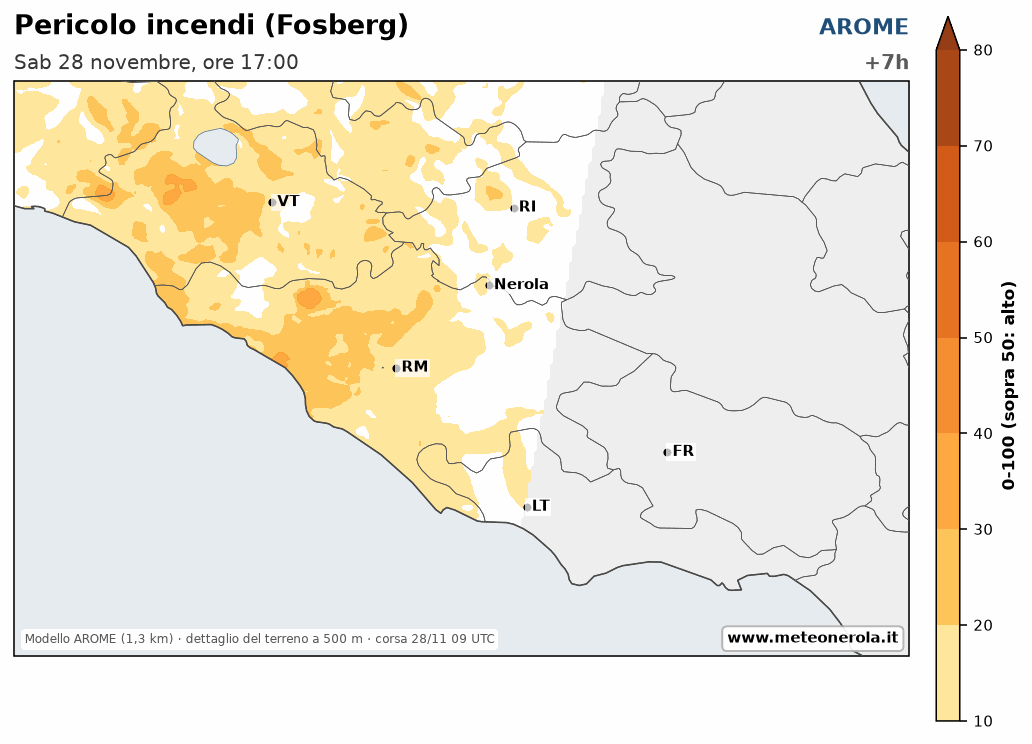 Pericolo incendi (Fosberg)
AROME
Sab 28 novembre, ore 17:00
+7h
VT
RI
Nerola
RM
FR
LT
Modello AROME (1,3 km) · dettaglio del terreno a 500 m · corsa 28/11 09 UTC
www.meteonerola.it
80
70
60
50
40
30
20
10
0-100 (sopra 50: alto)